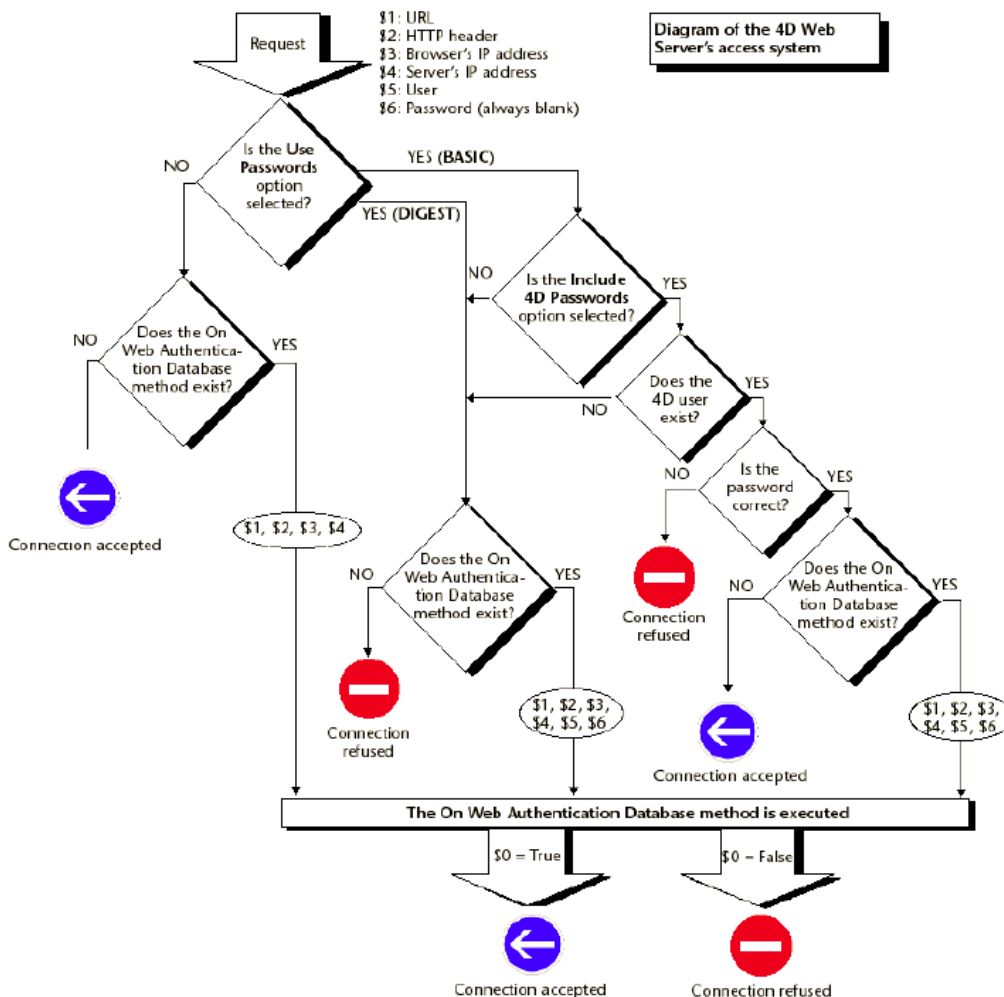 Request
$1: URL
$2: HTTP header
$3: Browser's IP address
$4: Server's IP address
$5: User
$6: Password (always blank)
Diagram of the 4D Web
Server's access system
Is the Use
Passwords
option
selected?
NO
YES (BASIC)
YES (DIGEST)
Is the Include
4D Passwords
option selected?
NO
YES
Does the On
Web Authentica-
tion Database
method exist?
NO
YES
Does the
4D user
exist?
NO
YES
Is the
password
correct?
NO
YES
Connection accepted
$1, $2, $3, $4
Does the On
Web Authentica-
tion Database
method exist?
NO
YES
Connection
refused
Does the On
Web Authentica-
tion Database
method exist?
NO
YES
Connection
refused
$1, $2, $3,
$4, $5, $6
Connection accepted
$1, $2, $3,
$4, $5, $6
The On Web Authentication Database method is executed
$0 = True
$0 – False
Connection accepted
Connection refused